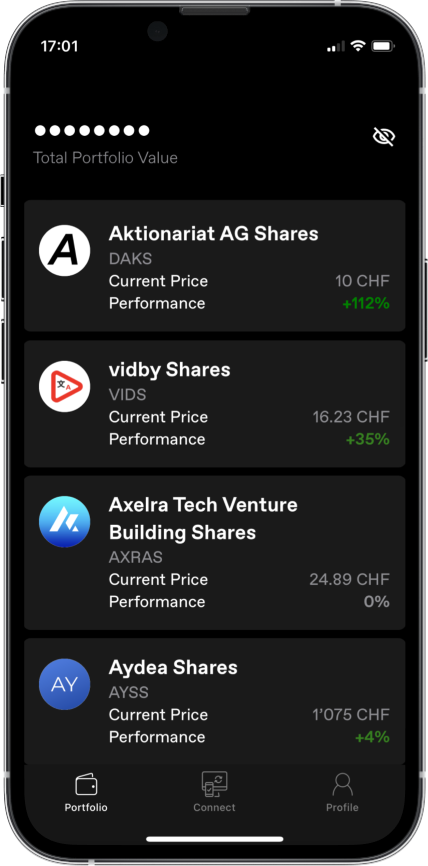 17:01
●●●●●●●●
Total Portfolio Value
A
Aktionariat AG Shares
DAKS
Current Price 10 CHF
Performance +112%
文A
vidby Shares
VIDS
Current Price 16.23 CHF
Performance +35%
Axelra Tech Venture
Building Shares
AXRAS
Current Price 24.89 CHF
Performance 0%
AY
Aydea Shares
AYSS
Current Price 1’075 CHF
Performance +4%
Portfolio Connect Profile